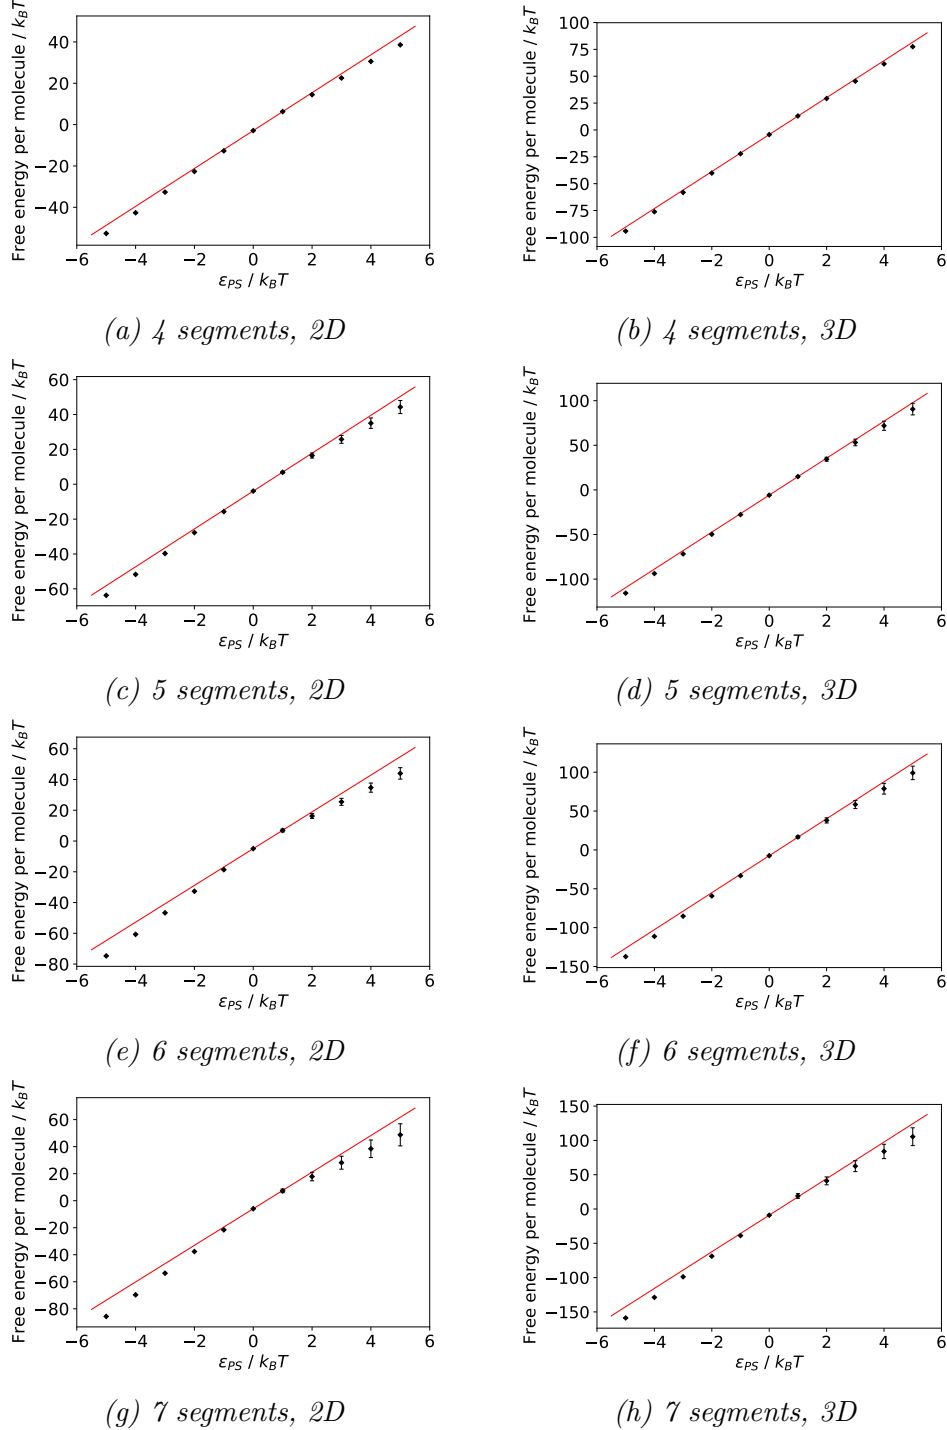 Free energy per molecule / k_BT
40
20
0
−20
−40
−6 −4 −2 0 2 4 6
ε_PS / k_BT
(a) 4 segments, 2D
Free energy per molecule / k_BT
100
75
50
25
0
−25
−50
−75
−100
−6 −4 −2 0 2 4 6
ε_PS / k_BT
(b) 4 segments, 3D
Free energy per molecule / k_BT
60
40
20
0
−20
−40
−60
−6 −4 −2 0 2 4 6
ε_PS / k_BT
(c) 5 segments, 2D
Free energy per molecule / k_BT
100
50
0
−50
−100
−6 −4 −2 0 2 4 6
ε_PS / k_BT
(d) 5 segments, 3D
Free energy per molecule / k_BT
60
40
20
0
−20
−40
−60
−80
−6 −4 −2 0 2 4 6
ε_PS / k_BT
(e) 6 segments, 2D
Free energy per molecule / k_BT
100
50
0
−50
−100
−150
−6 −4 −2 0 2 4 6
ε_PS / k_BT
(f) 6 segments, 3D
Free energy per molecule / k_BT
60
40
20
0
−20
−40
−60
−80
−6 −4 −2 0 2 4 6
ε_PS / k_BT
(g) 7 segments, 2D
Free energy per molecule / k_BT
150
100
50
0
−50
−100
−150
−6 −4 −2 0 2 4 6
ε_PS / k_BT
(h) 7 segments, 3D